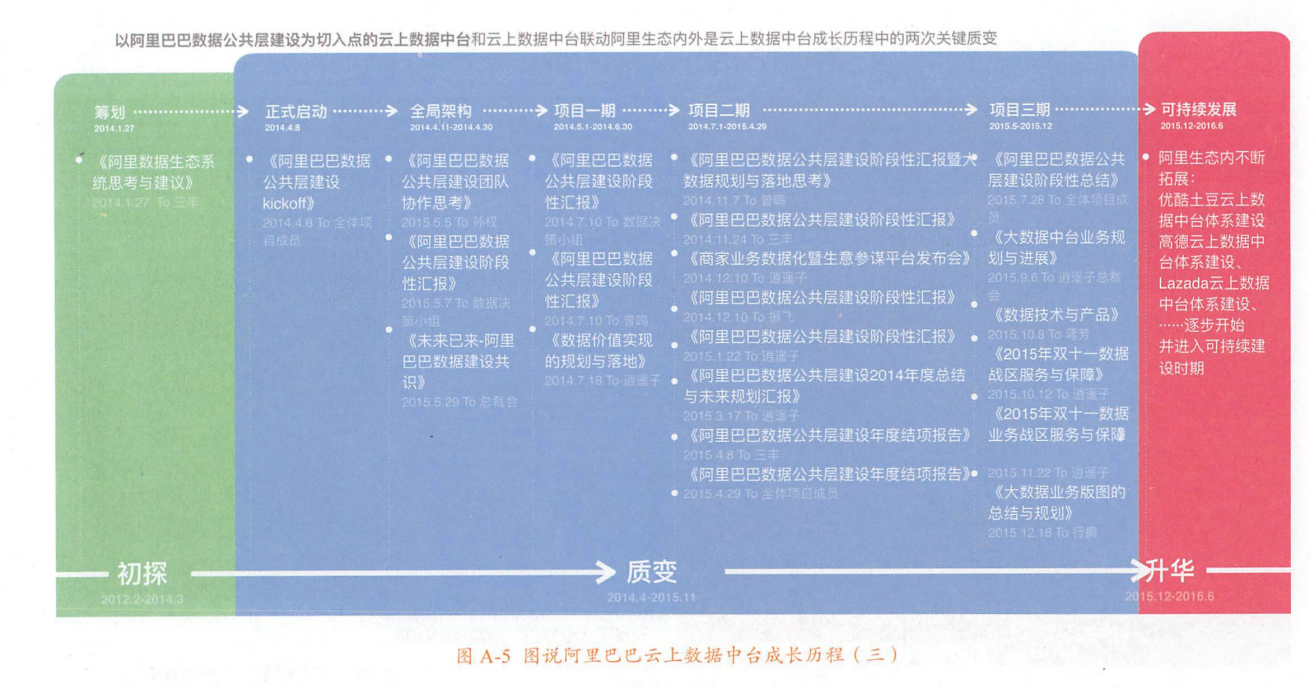 以阿里巴巴数据公共层建设为切入点的云上数据中台和云上数据中台联动阿里生态内外是云上数据中台成长历程中的两次关键质变
筹划
2014.1.27
《阿里数据生态系
统思考与建议》
2014.1.27 To 三丰
正式启动
2014.4.8
《阿里巴巴数据
公共层建设
kickoff》
2014.4.8 To 全体项
目成员
全局架构
2014.4.11-2014.4.30
《阿里巴巴数据
公共层建设团队
协作思考》
2015.5.5 To 孙权
《阿里巴巴数据
公共层建设阶段
性汇报》
2015.5.7 To 数据决
策小组
《未来已来-阿里
巴巴数据建设共
识》
2015.5.29 To 总裁会
项目一期
2014.5.1-2014.6.30
《阿里巴巴数据
公共层建设阶段
性汇报》
2014.7.10 To 数据决
策小组
《阿里巴巴数据
公共层建设阶段
性汇报》
2014.7.10 To 曾鸣
《数据价值实现
的规划与落地》
2014.7.18 To 逍遥子
项目二期
2014.7.1-2015.4.29
《阿里巴巴数据公共层建设阶段性汇报暨大
数据规划与落地思考》
2014.11.7 To 曾鸣
《阿里巴巴数据公共层建设阶段性汇报》
2014.11.24 To 三丰
《商家业务数据化暨生意参谋平台发布会》
2014.12.10 To 逍遥子
《阿里巴巴数据公共层建设阶段性汇报》
2014.12.10 To 振飞
《阿里巴巴数据公共层建设阶段性汇报》
2015.1.22 To 逍遥子
《阿里巴巴数据公共层建设2014年度总结
与未来规划汇报》
2015.3.17 To 逍遥子
《阿里巴巴数据公共层建设年度结项报告》
2015.4.8 To 三丰
《阿里巴巴数据公共层建设年度结项报告》
2015.4.29 To 全体项目成员
项目三期
2015.5-2015.12
《阿里巴巴数据公共
层建设阶段性总结》
2015.7.28 To 全体项目成
员
《大数据中台业务规
划与进展》
2015.9.6 To 逍遥子总裁
会
《数据技术与产品》
2015.10.8 To 蒋芳
《2015年双十一数据
战区服务与保障》
2015.10.12 To 逍遥子
《2015年双十一数据
业务战区服务与保障
2015.11.22 To 逍遥子
《大数据业务版图的
总结与规划》
2015.12.18 To 行癫
可持续发展
2015.12-2016.6
阿里生态内不断
拓展：
优酷土豆云上数
据中台体系建设
高德云上数据中
台体系建设、
Lazada云上数据
中台体系建设、
……逐步开始
并进入可持续建
设时期
初探
2012.2-2014.3
质变
2014.4-2015.11
升华
2015.12-2016.6
图 A-5 图说阿里巴巴云上数据中台成长历程（三）